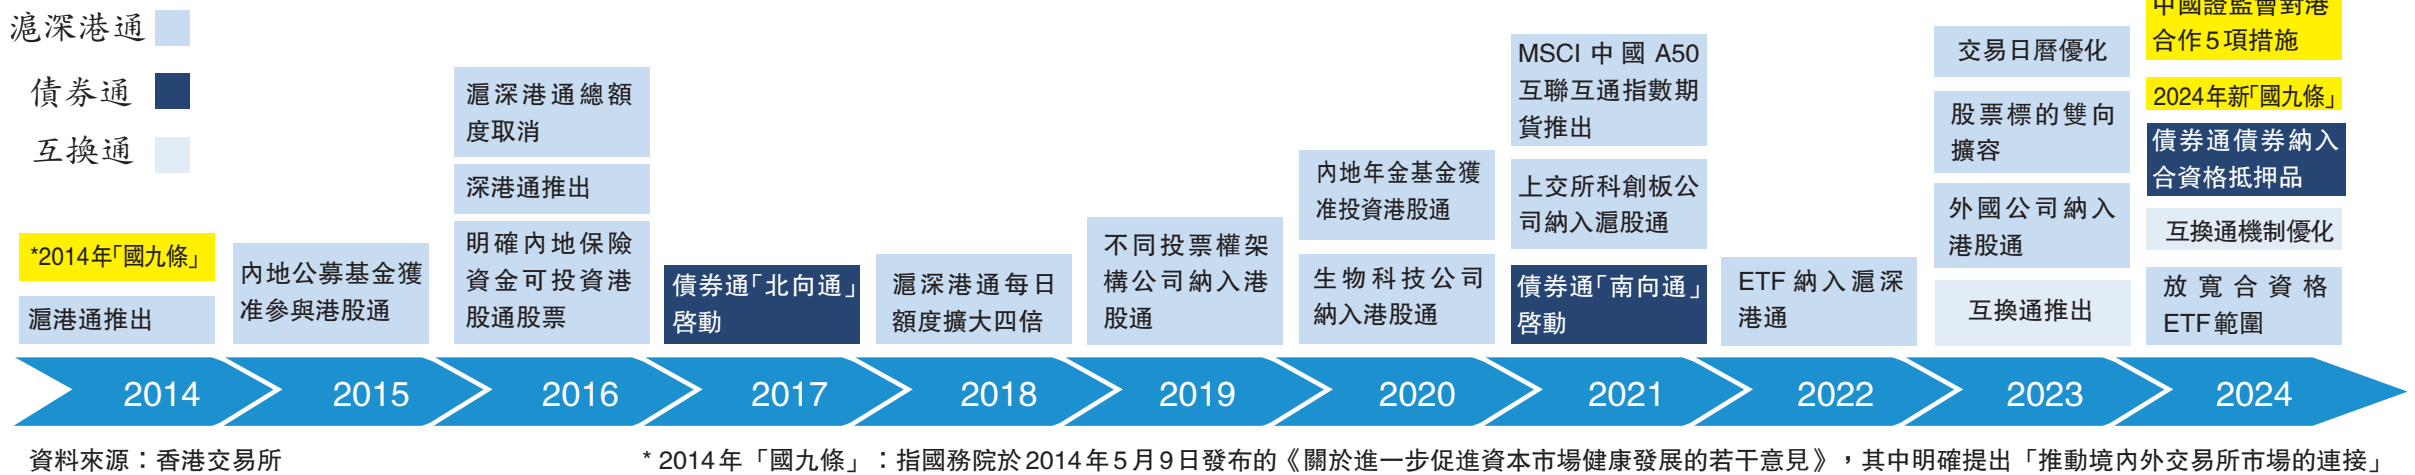 滬深港通
債券通
互換通
*2014年「國九條」
滬港通推出
內地公募基金獲
准參與港股通
滬深港通總額
度取消
深港通推出
明確內地保險
資金可投資港
股通股票
債券通「北向通」
啓動
滬深港通每日
額度擴大四倍
不同投票權架
構公司納入港
股通
內地年金基金獲
准投資港股通
生物科技公司
納入港股通
MSCI 中國 A50
互聯互通指數期
貨推出
上交所科創板公
司納入滬股通
債券通「南向通」
啓動
ETF 納入滬深
港通
交易日曆優化
股票標的雙向
擴容
外國公司納入
港股通
互換通推出
中國證監會對港
合作5項措施
2024年新「國九條」
債券通債券納入
合資格抵押品
互換通機制優化
放寬合資格
ETF範圍
2014 2015 2016 2017 2018 2019 2020 2021 2022 2023 2024
資料來源：香港交易所
* 2014年「國九條」：指國務院於2014年5月9日發布的《關於進一步促進資本市場健康發展的若干意見》，其中明確提出「推動境內外交易所市場的連接」